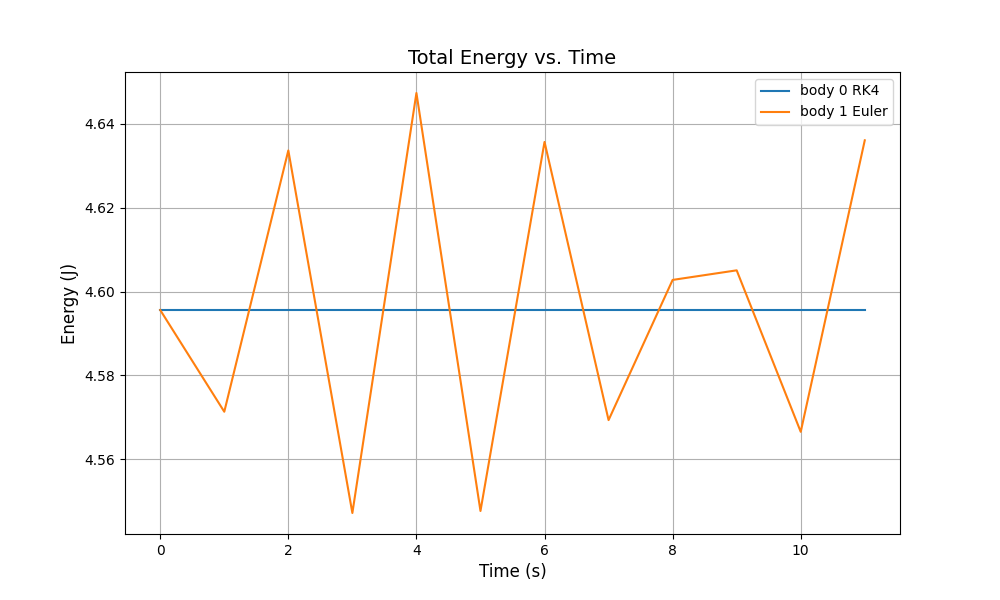 Total Energy vs. Time
body 0 RK4
body 1 Euler
4.64
4.62
4.60
4.58
4.56
Energy (J)
0 2 4 6 8 10
Time (s)